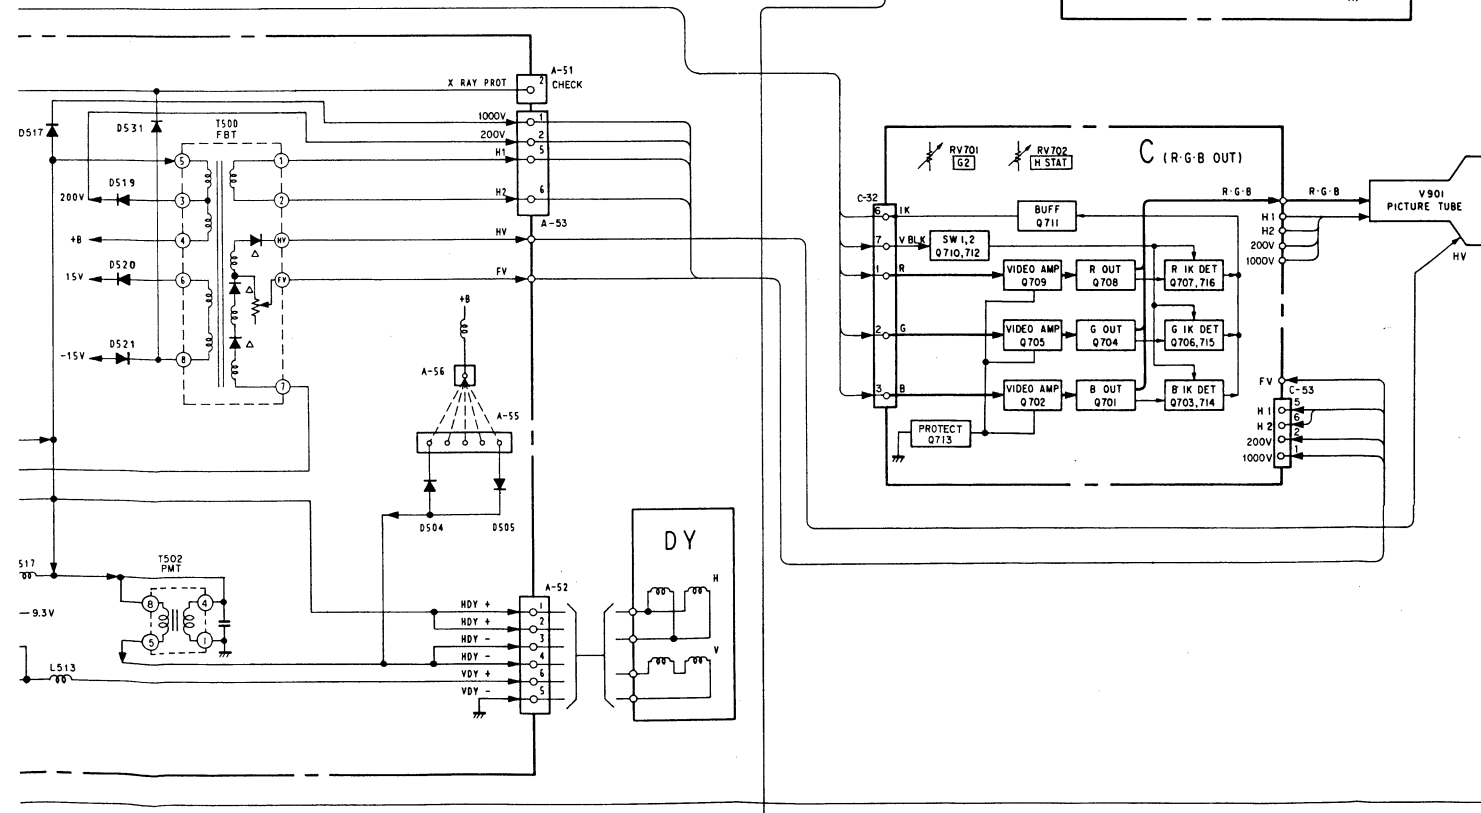 X RAY PROT
2
A-51
CHECK
D517
D531
T500
FBT
1000V
200V
H1
H2
1
2
5
6
A-53
5
1
D519
200V
3
2
+B
4
HV
HV
D520
15V
6
FV
FV
D521
-15V
8
7
+B
A-56
A-55
D504
D505
517
T502
PMT
8
4
5
1
-9.3V
L513
A-52
HDY +
1
HDY +
2
HDY -
3
HDY -
4
VDY +
6
VDY -
5
DY
H
V
RV701
G2
RV702
H STAT
C (R·G·B OUT)
C-32
6
IK
BUFF
Q711
7
V BLK
SW 1,2
Q710,712
1
R
VIDEO AMP
Q709
R OUT
Q708
R IK DET
Q707,716
2
G
VIDEO AMP
Q705
G OUT
Q704
G IK DET
Q706,715
3
B
VIDEO AMP
Q702
B OUT
Q701
B IK DET
Q703,714
PROTECT
Q713
R·G·B
R·G·B
H1
H2
200V
1000V
V901
PICTURE TUBE
HV
FV
C-53
H1
5
H2
6
200V
2
1000V
1